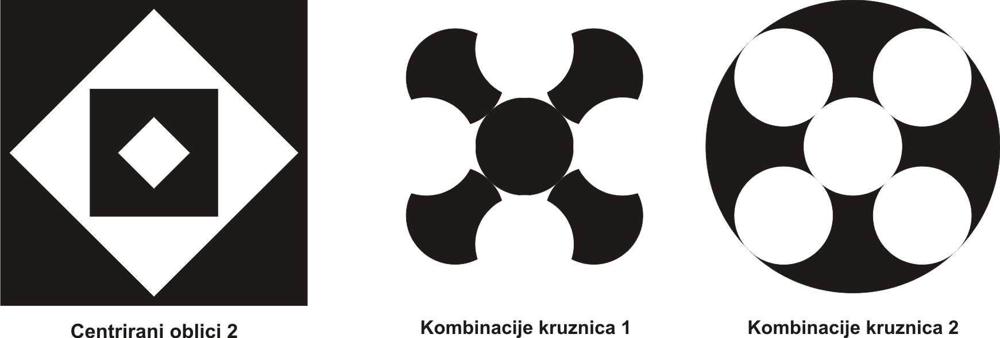 Centrirani oblici 2
Kombinacije kruznica 1
Kombinacije kruznica 2